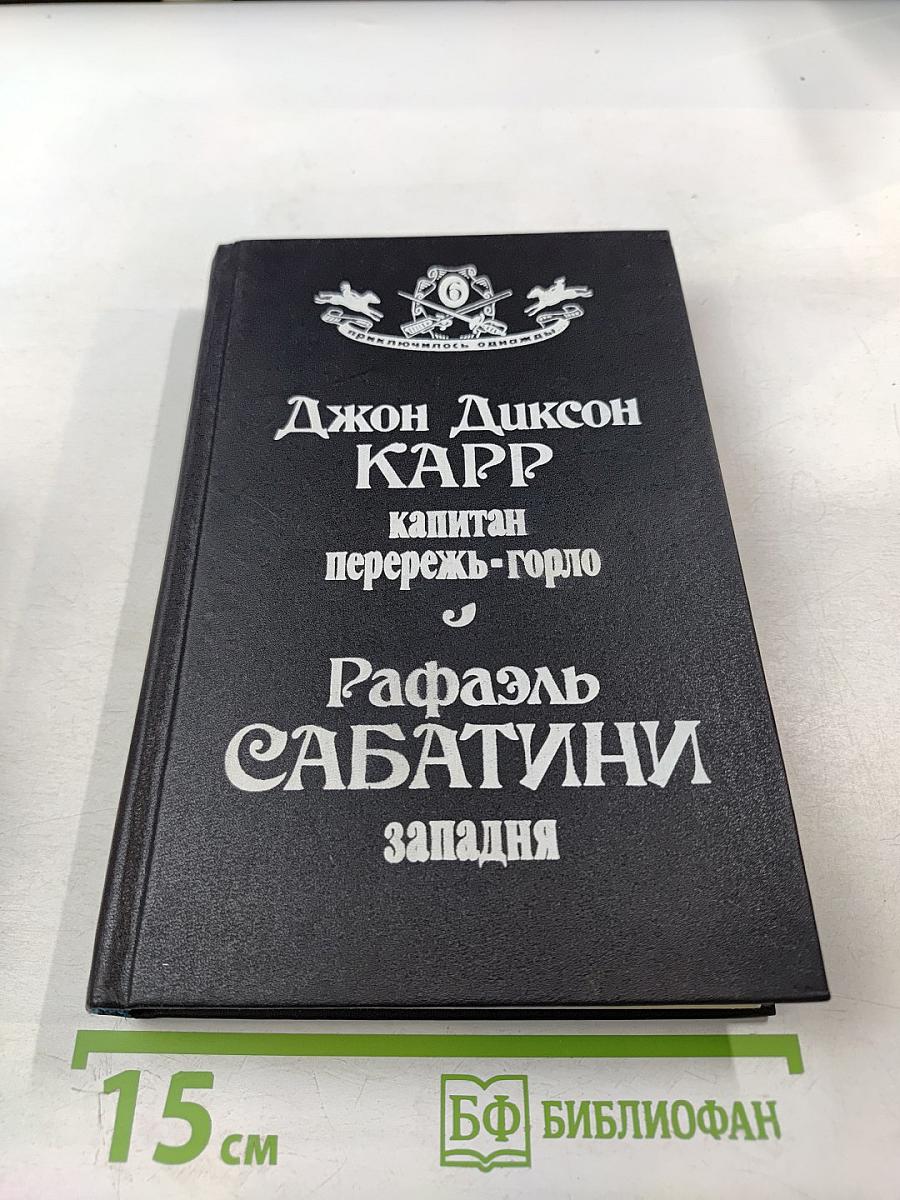 6
приключилось однажды
Джон Диксон
КАРР
капитан
перережь-горло
Рафаэль
САБАТИНИ
западня
15 см
БФ БИБЛИОФАН